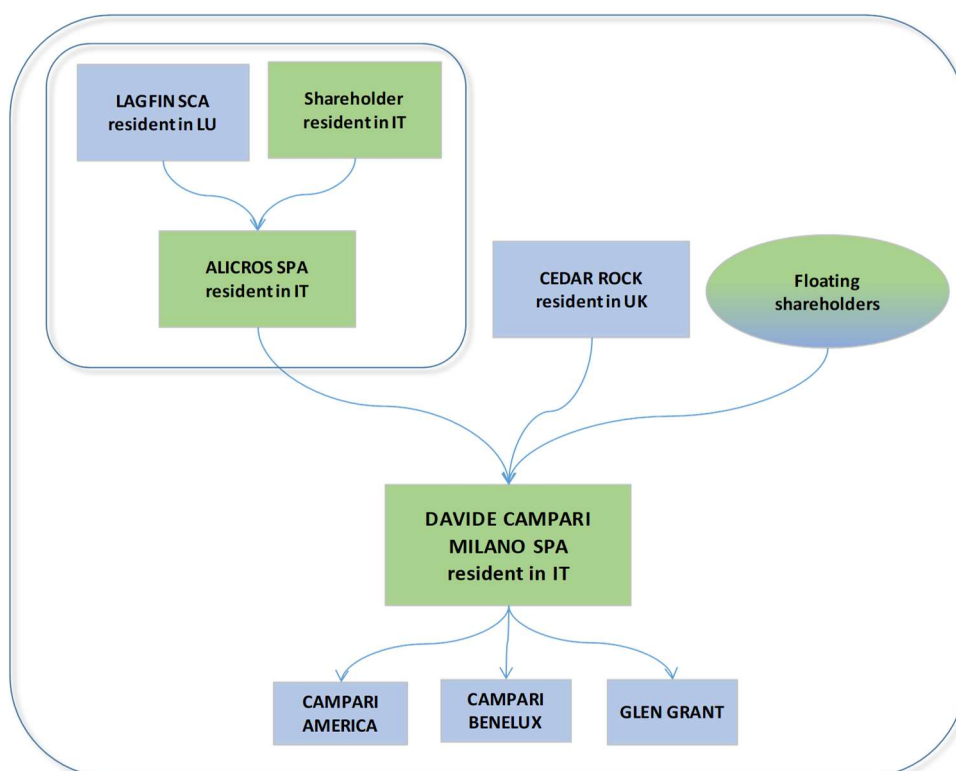 LAGFIN SCA
resident in LU
Shareholder
resident in IT
ALICROS SPA
resident in IT
CEDAR ROCK
resident in UK
Floating
shareholders
DAVIDE CAMPARI
MILANO SPA
resident in IT
CAMPARI
AMERICA
CAMPARI
BENELUX
GLEN GRANT